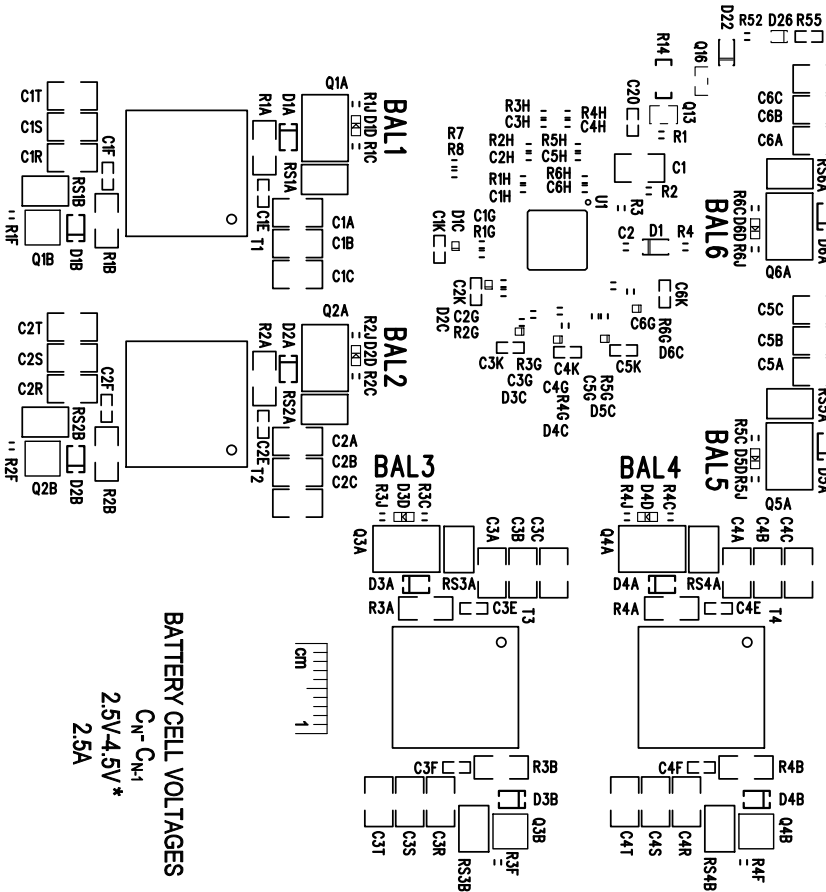 R52
D26
R55
D22
R14
Q16
Q13
C20
R1
C1
R2
R3
C6C
C6B
C6A
RS6A
R6C
D6D
R6J
D6A
Q6A
BAL6
C1T
C1S
C1R
C1F
RS1B
R1F
Q1B
D1B
R1B
T1
R1A
D1A
Q1A
R1J
D1D
R1C
BAL1
RS1A
C1E
C1A
C1B
C1C
R7
R8
R3H
C3H
R4H
C4H
R2H
C2H
R5H
C5H
R1H
C1H
R6H
C6H
U1
C1K
D1C
C1G
R1G
C2
D1
R4
C2K
D2C
C2G
R2G
C6K
C6G
R6G
D6C
C3K
R3G
C3G
D3C
C4K
C4G
R4G
D4C
C5K
C5G
R5G
D5C
C5C
C5B
C5A
RS5A
R5C
D5D
R5J
D5A
Q5A
BAL5
C2T
C2S
C2R
C2F
RS2B
R2F
Q2B
D2B
R2B
T2
R2A
D2A
Q2A
R2J
D2D
R2C
BAL2
RS2A
C2E
C2A
C2B
C2C
BAL3
R3J
D3D
R3C
Q3A
C3A
C3B
C3C
D3A
RS3A
R3A
C3E
T3
C3F
R3B
D3B
C3T
C3S
C3R
RS3B
Q3B
R3F
BAL4
R4J
D4D
R4C
Q4A
C4A
C4B
C4C
D4A
RS4A
R4A
C4E
T4
C4F
R4B
D4B
C4T
C4S
C4R
RS4B
Q4B
R4F
cm 1
BATTERY CELL VOLTAGES
CN- CN-1
2.5V-4.5V*
2.5A